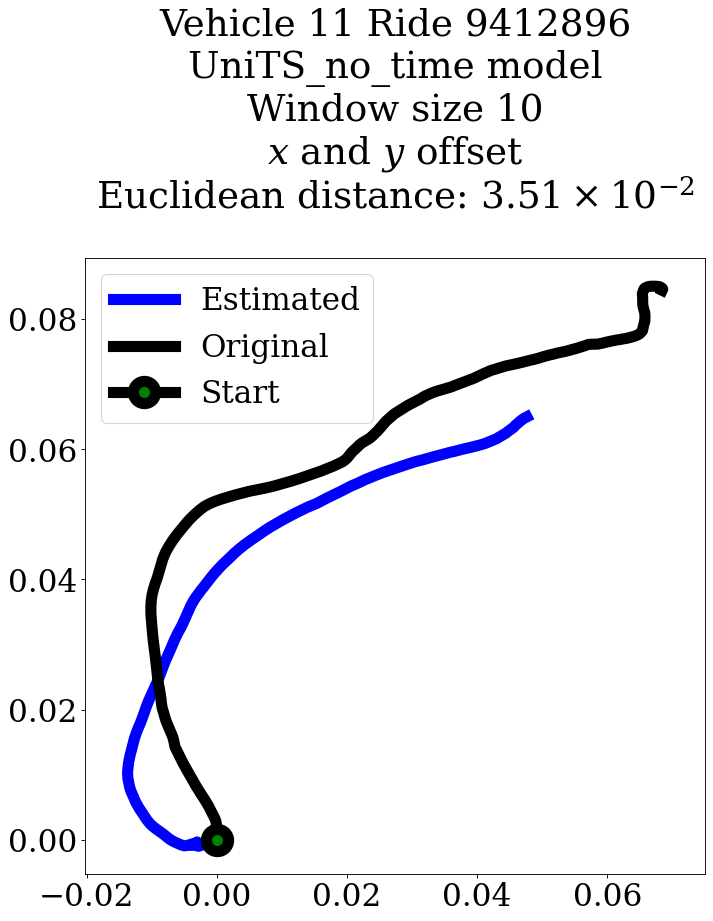 Vehicle 11 Ride 9412896
UniTS_no_time model
Window size 10
x and y offset
Euclidean distance: 3.51 × 10⁻²
Estimated
Original
Start
0.08
0.06
0.04
0.02
0.00
−0.02 0.00 0.02 0.04 0.06